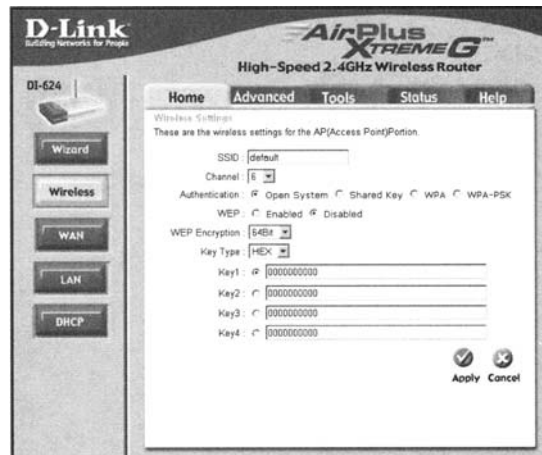 D-Link
Building Networks for People
AirPlus
XTREME G™
High-Speed 2.4GHz Wireless Router
DI-624
Home Advanced Tools Status Help
Wizard
Wireless
WAN
LAN
DHCP
Wireless Settings
These are the wireless settings for the AP(Access Point)Portion.
SSID : default
Channel : 6
Authentication : Open System Shared Key WPA WPA-PSK
WEP : Enabled Disabled
WEP Encryption : 64Bit
Key Type : HEX
Key1 : 0000000000
Key2 : 0000000000
Key3 : 0000000000
Key4 : 0000000000
Apply Cancel